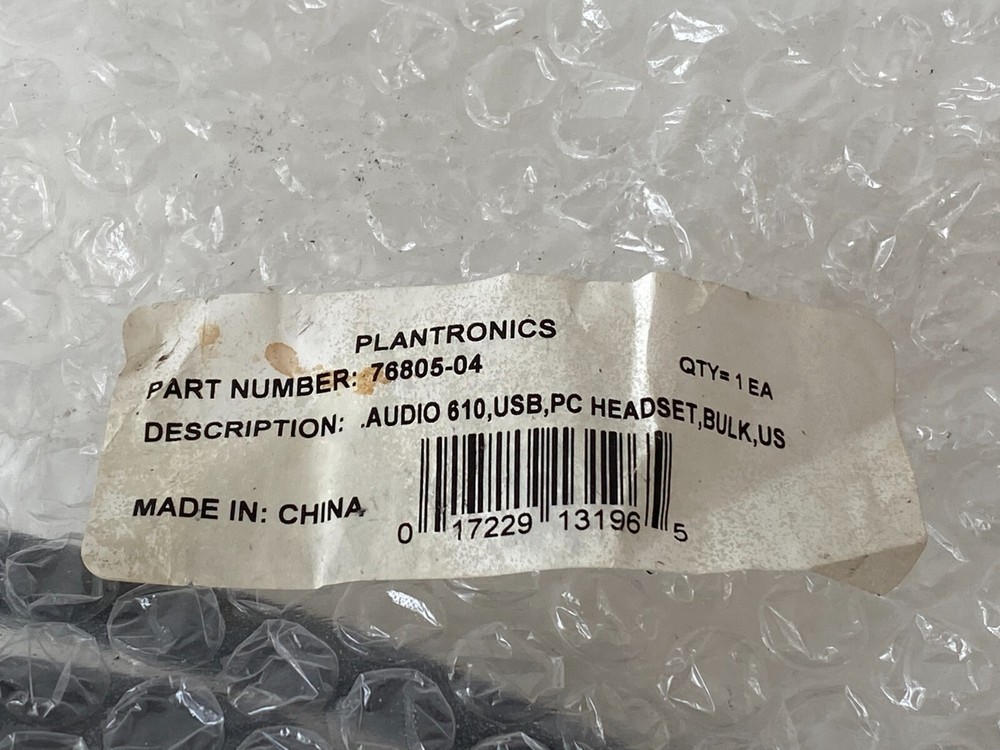 PLANTRONICS
PART NUMBER: 76805-04
QTY= 1 EA
DESCRIPTION: .AUDIO 610,USB,PC HEADSET,BULK,US
MADE IN: CHINA
0 17229 13196 5